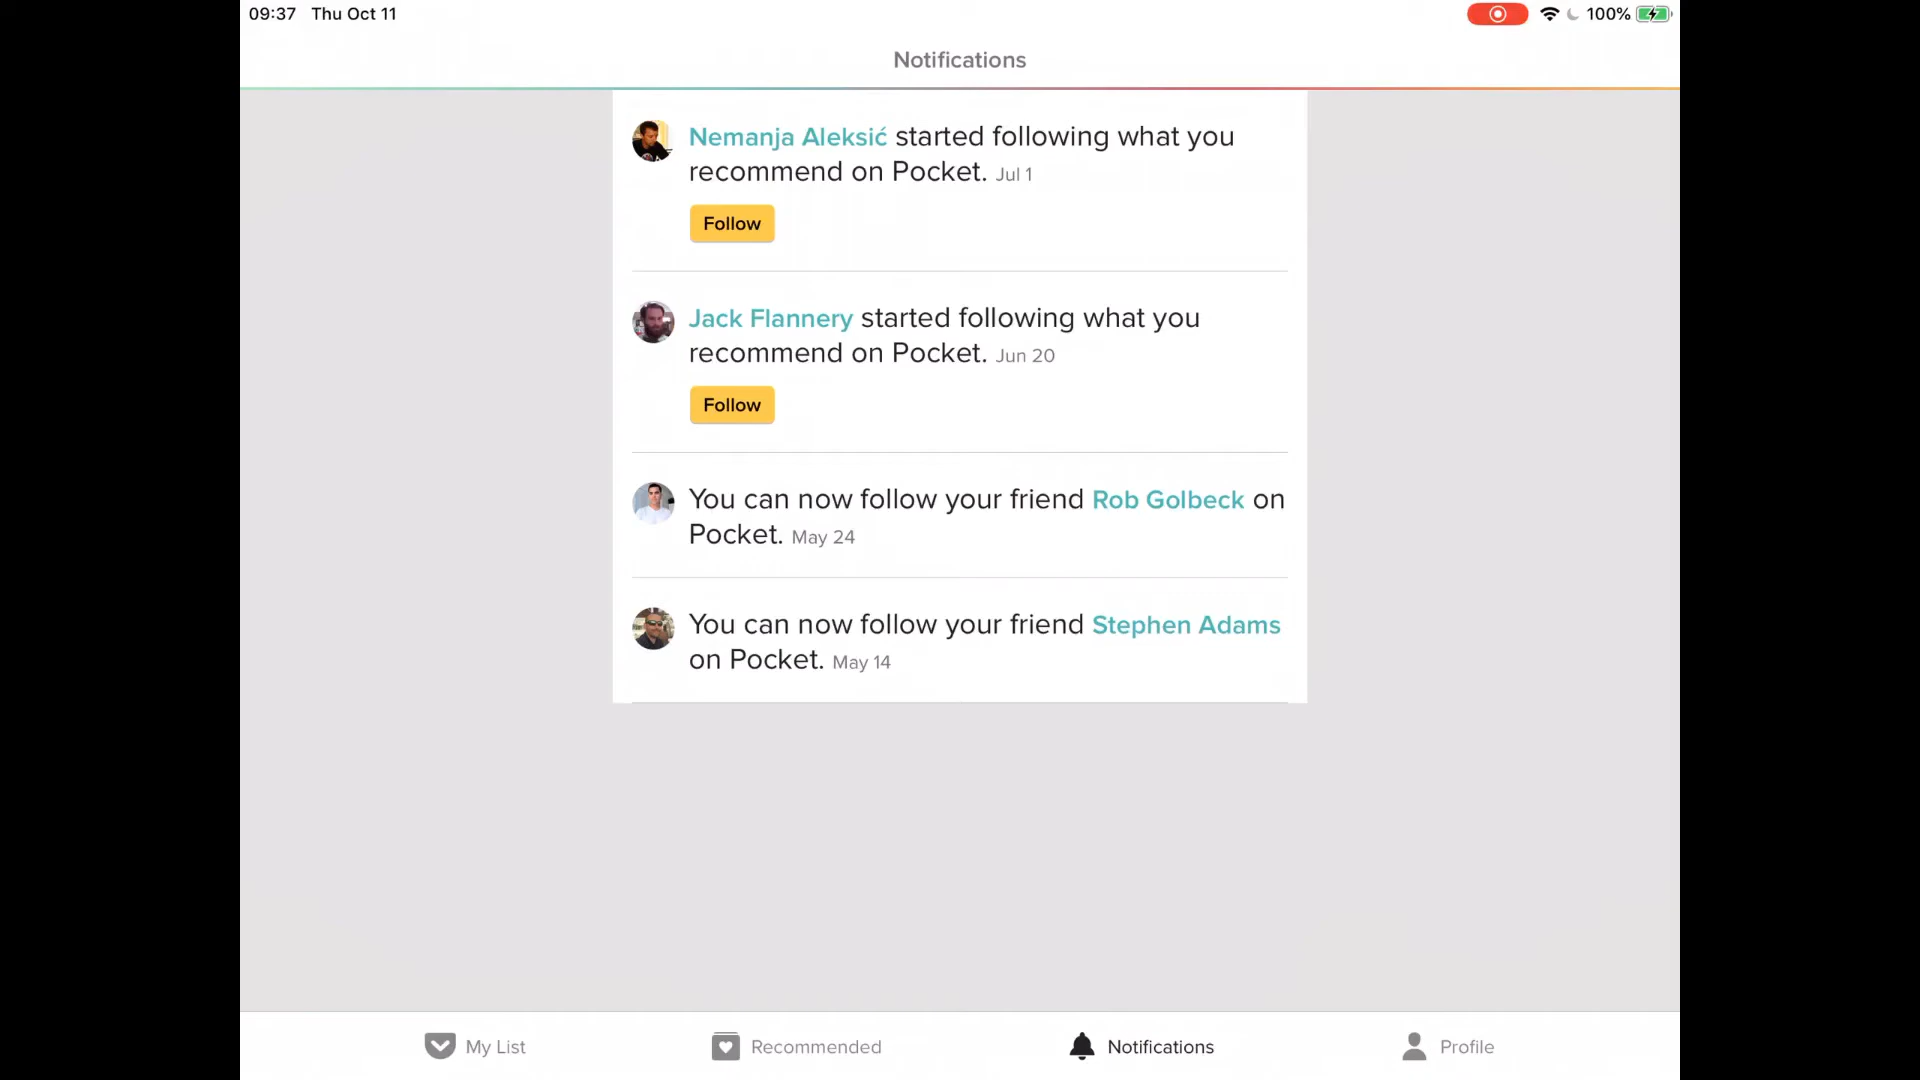 09:37 Thu Oct 11
100%
Notifications
Nemanja Aleksić started following what you
recommend on Pocket. Jul 1
Follow
Jack Flannery started following what you
recommend on Pocket. Jun 20
Follow
You can now follow your friend Rob Golbeck on
Pocket. May 24
You can now follow your friend Stephen Adams
on Pocket. May 14
My List
Recommended
Notifications
Profile